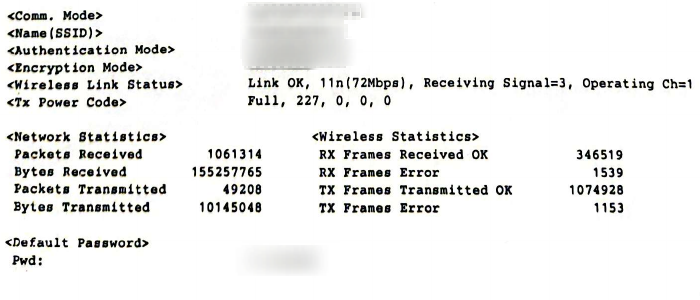 <Comm. Mode>
<Name(SSID)>
<Authentication Mode>
<Encryption Mode>
<Wireless Link Status> Link OK, 11n(72Mbps), Receiving Signal=3, Operating Ch=1
<Tx Power Code> Full, 227, 0, 0, 0
<Network Statistics> <Wireless Statistics>
Packets Received 1061314 RX Frames Received OK 346519
Bytes Received 155257765 RX Frames Error 1539
Packets Transmitted 49208 TX Frames Transmitted OK 1074928
Bytes Transmitted 10145048 TX Frames Error 1153
<Default Password>
Pwd: